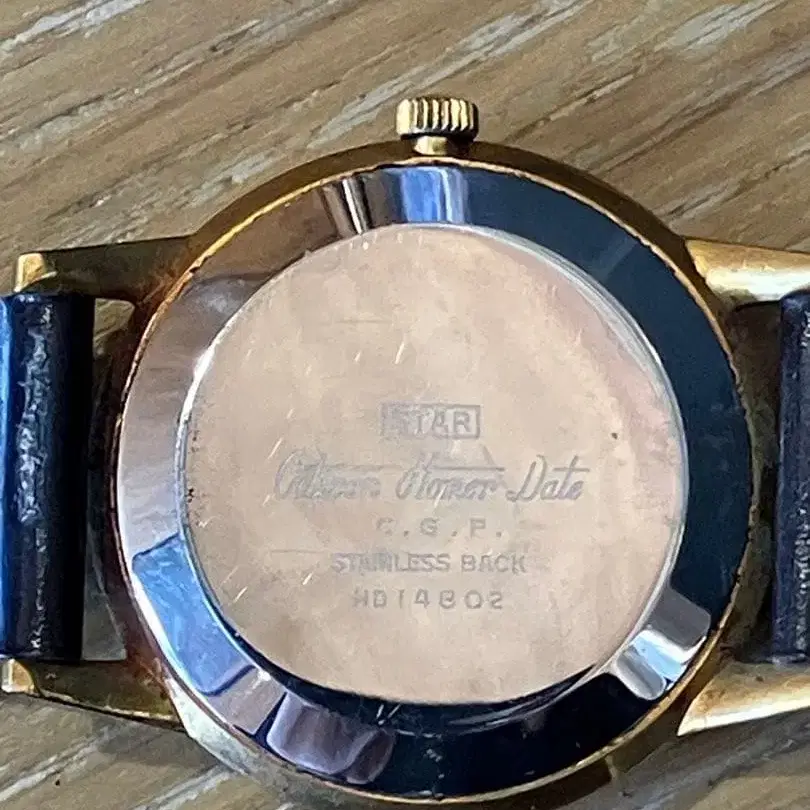 STAR
Citizen Homer Date
C.G.P.
STAINLESS BACK
HD14802